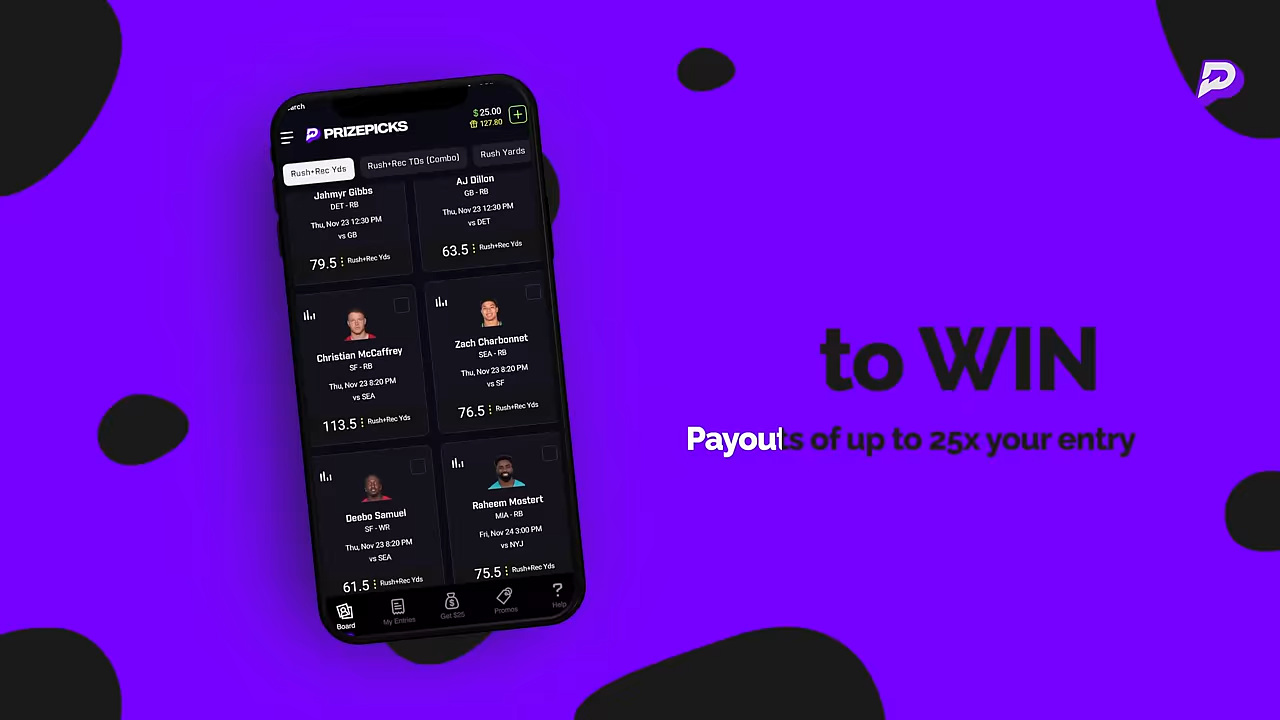 arch
PRIZEPICKS
$ 25.00
127.80
+
Rush+Rec Yds
Rush+Rec TDs (Combo)
Rush Yards
Jahmyr Gibbs
DET - RB
Thu, Nov 23 12:30 PM
vs GB
79.5 Rush+Rec Yds
AJ Dillon
GB - RB
Thu, Nov 23 12:30 PM
vs DET
63.5 Rush+Rec Yds
Christian McCaffrey
SF - RB
Thu, Nov 23 8:20 PM
vs SEA
113.5 Rush+Rec Yds
Zach Charbonnet
SEA - RB
Thu, Nov 23 8:20 PM
vs SF
76.5 Rush+Rec Yds
Deebo Samuel
SF - WR
Thu, Nov 23 8:20 PM
vs SEA
61.5 Rush+Rec Yds
Raheem Mostert
MIA - RB
Fri, Nov 24 3:00 PM
vs NYJ
75.5 Rush+Rec Yds
Board
My Entries
Get $25
Promos
?
Help
to WIN
Payouts of up to 25x your entry